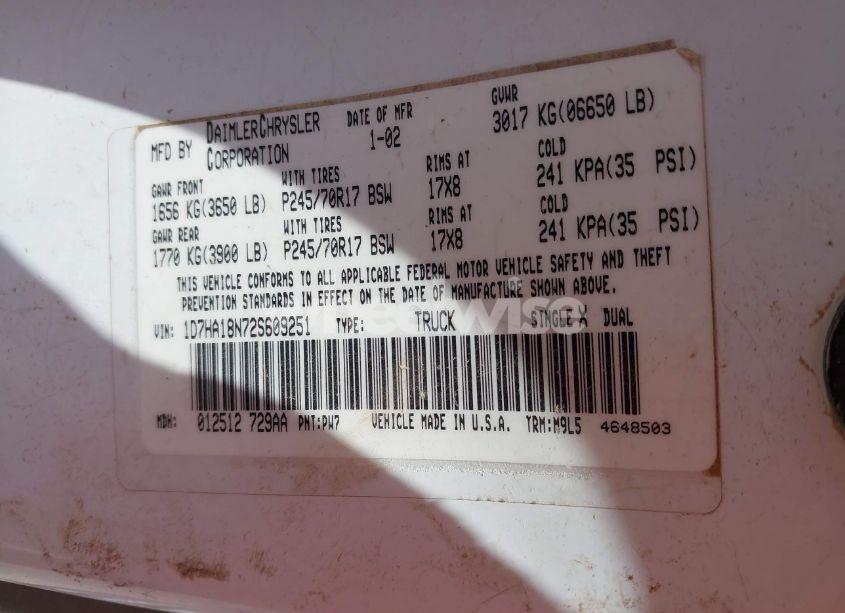 MFD BY DAIMLERCHRYSLER CORPORATION DATE OF MFR 1-02 GVWR 3017 KG(06650 LB)
GAWR FRONT WITH TIRES RIMS AT COLD
1656 KG(3650 LB) P245/70R17 BSW 17X8 241 KPA(35 PSI)
GAWR REAR WITH TIRES RIMS AT COLD
1770 KG(3900 LB) P245/70R17 BSW 17X8 241 KPA(35 PSI)
THIS VEHICLE CONFORMS TO ALL APPLICABLE FEDERAL MOTOR VEHICLE SAFETY AND THEFT
PREVENTION STANDARDS IN EFFECT ON THE DATE OF MANUFACTURE SHOWN ABOVE.
VIN: 1D7HA18N72S609251 TYPE: TRUCK SINGLE X DUAL
MDH: 012512 729AA PNT:PW7 VEHICLE MADE IN U.S.A. TRM:M9L5 4648503